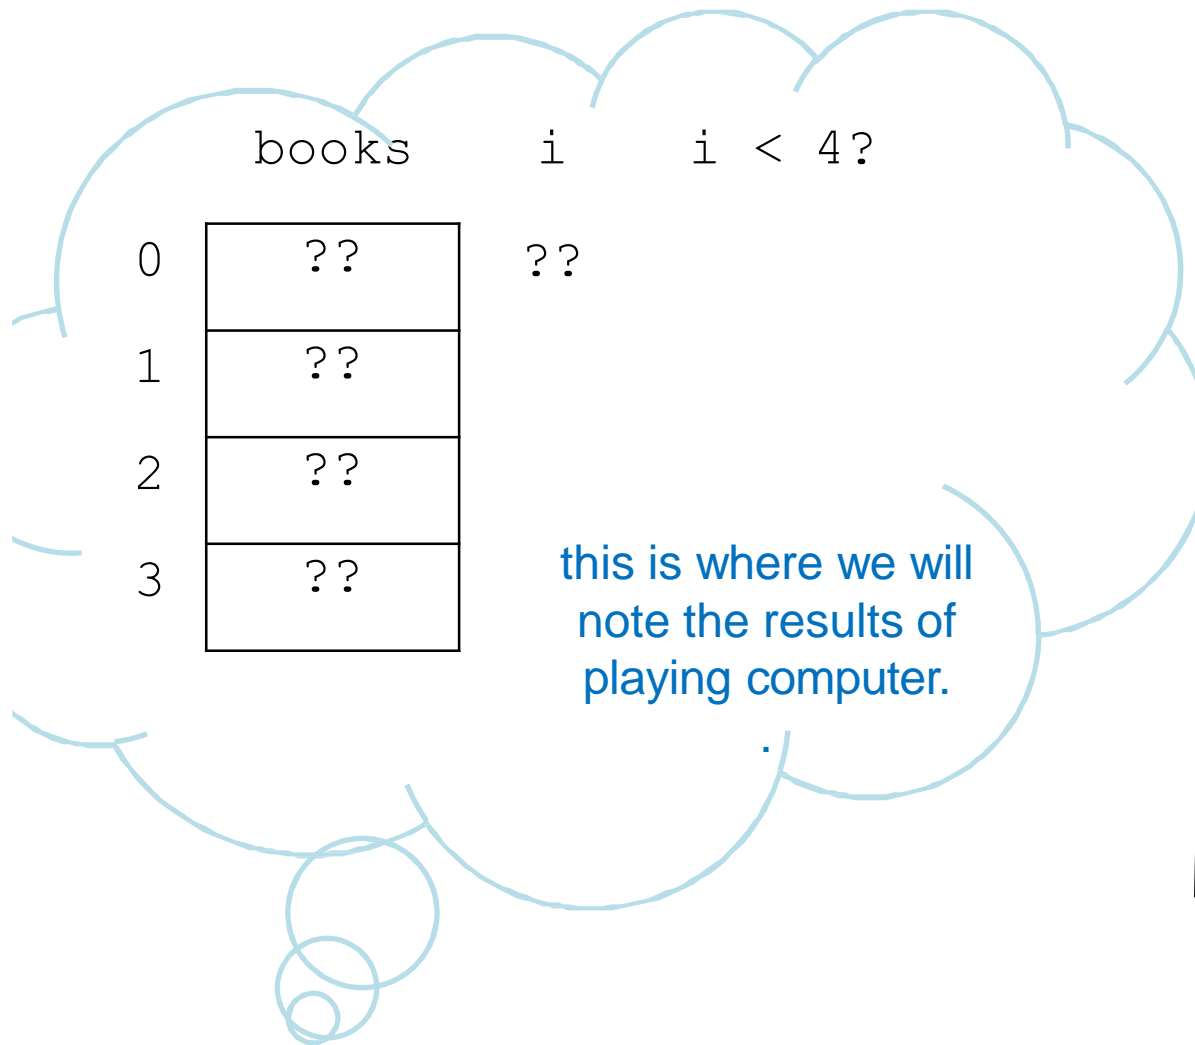 books i i < 4?
0 ?? ??
1 ??
2 ??
3 ??
this is where we will
note the results of
playing computer.
.